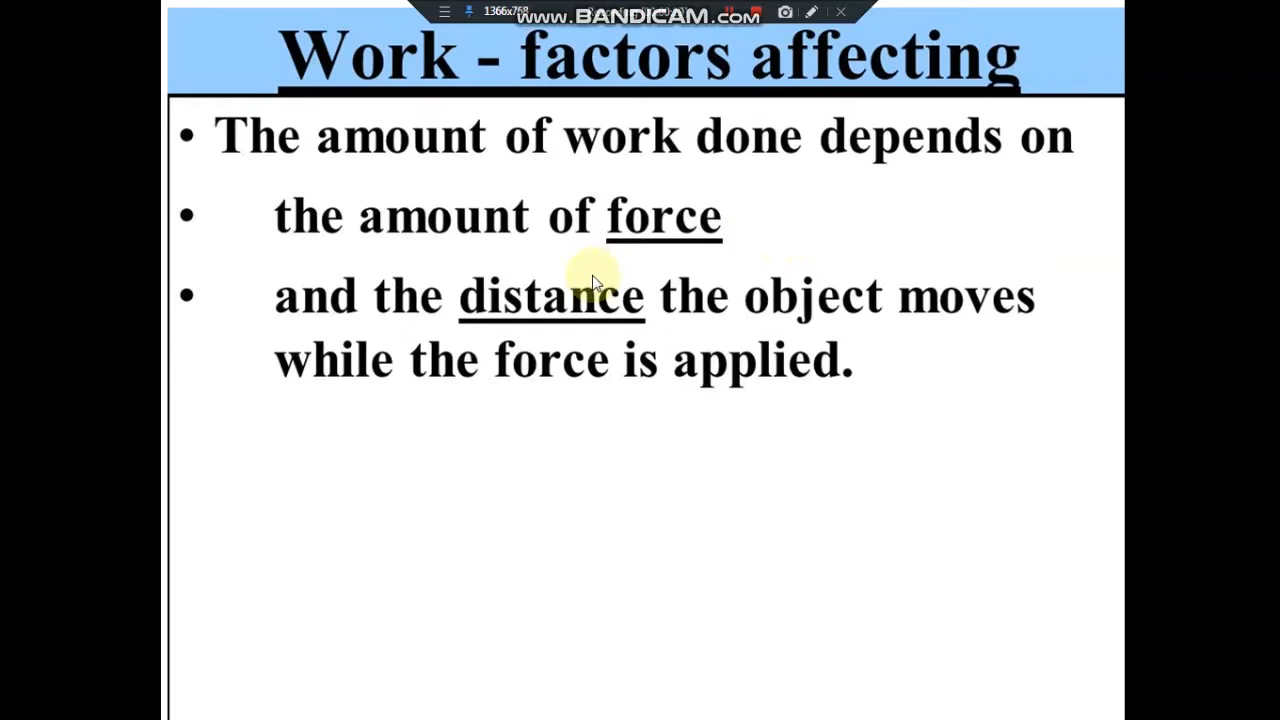 1366x768
www.BANDICAM.com
Work - factors affecting
• The amount of work done depends on
• the amount of force
• and the distance the object moves
while the force is applied.